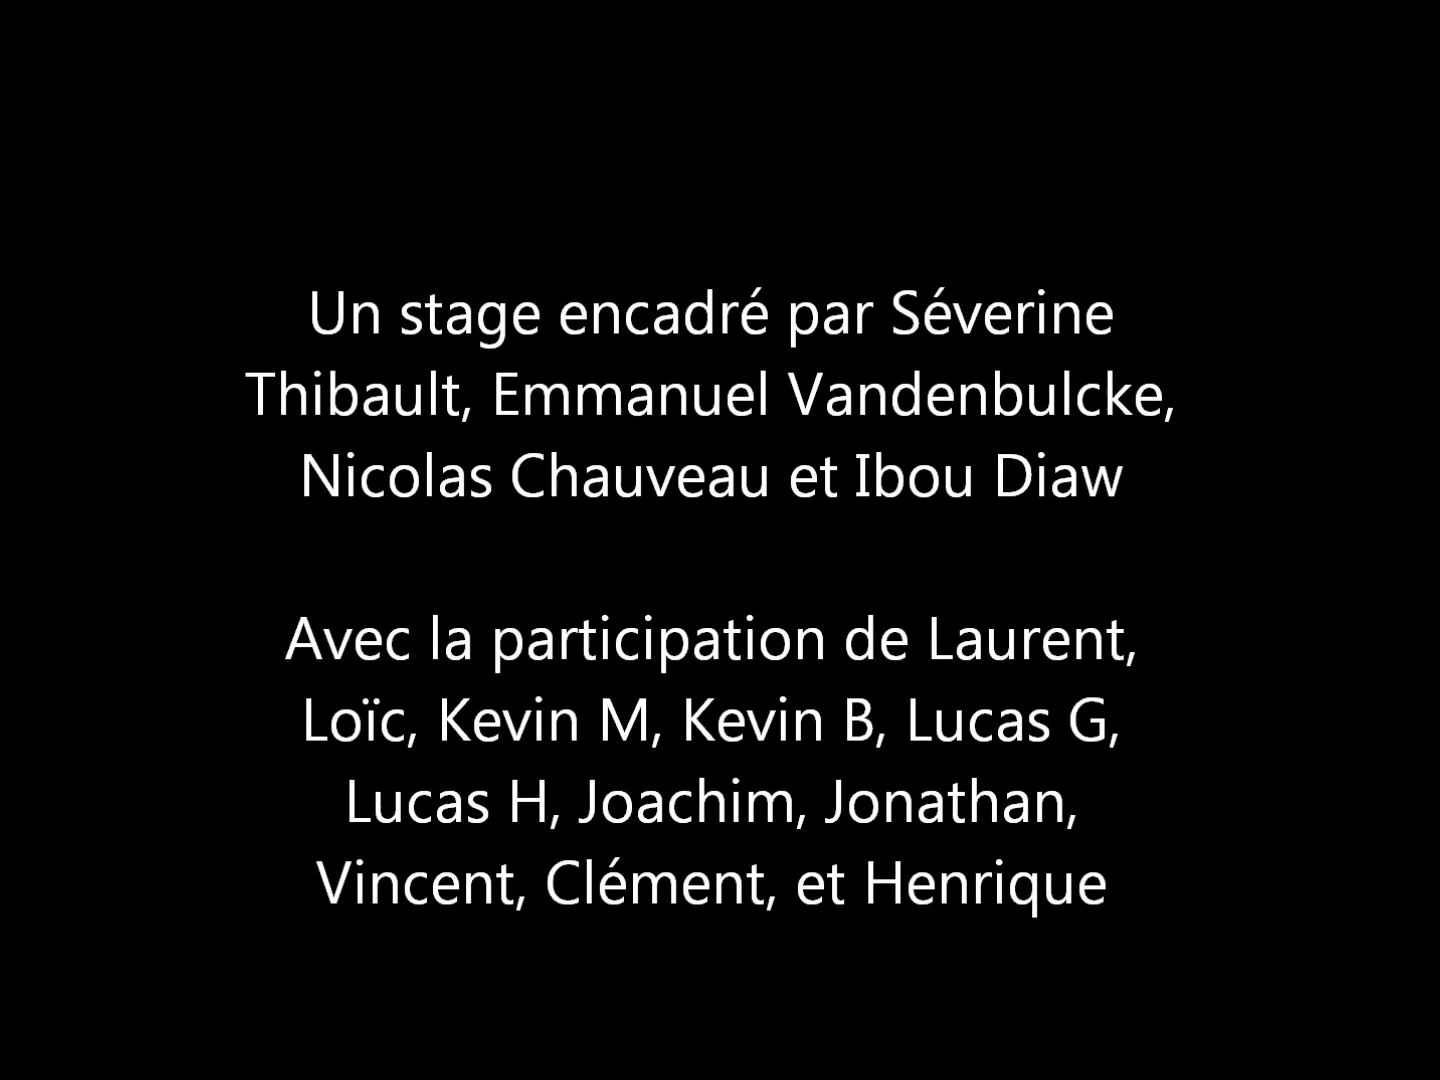 Un stage encadré par Séverine
Thibault, Emmanuel Vandenbulcke,
Nicolas Chauveau et Ibou Diaw
Avec la participation de Laurent,
Loïc, Kevin M, Kevin B, Lucas G,
Lucas H, Joachim, Jonathan,
Vincent, Clément, et Henrique